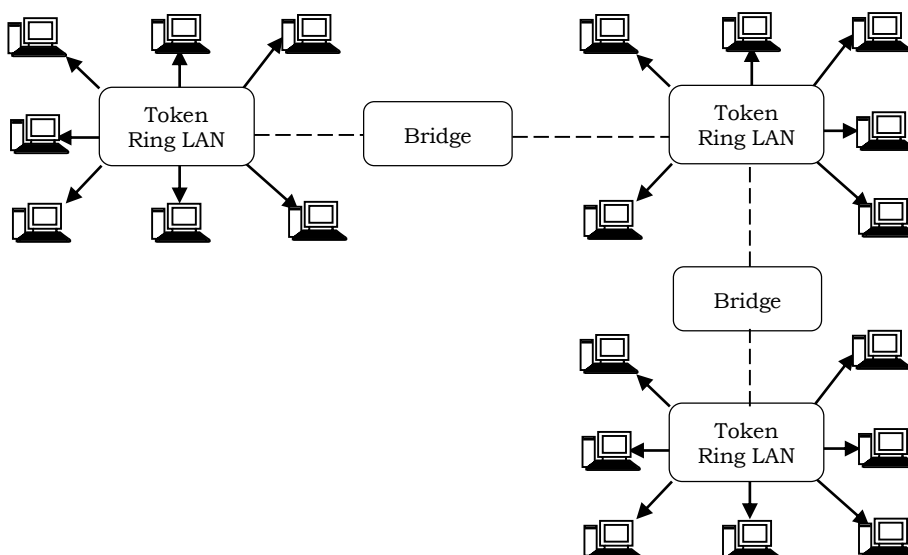 Token
Ring LAN
Bridge
Token
Ring LAN
Bridge
Token
Ring LAN